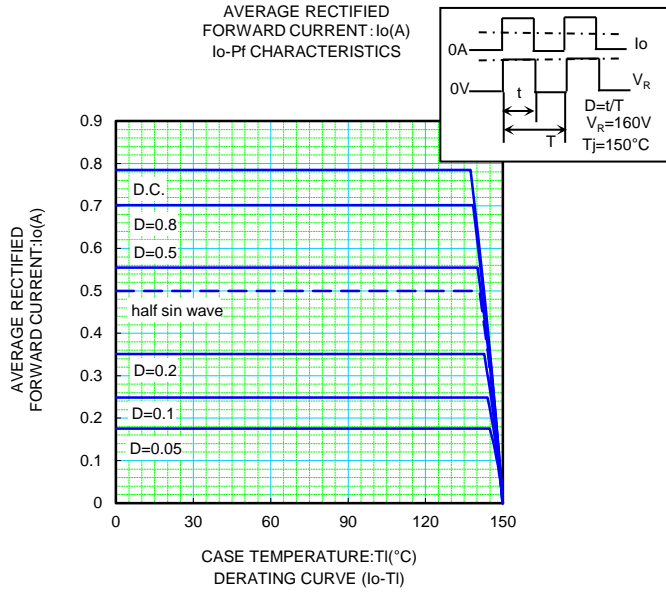 AVERAGE RECTIFIED
FORWARD CURRENT:Io(A)
Io-Pf CHARACTERISTICS
0A
Io
0V
VR
t
T
D=t/T
VR=160V
Tj=150°C
AVERAGE RECTIFIED
FORWARD CURRENT:Io(A)
0.9
0.8
0.7
0.6
0.5
0.4
0.3
0.2
0.1
0
D.C.
D=0.8
D=0.5
half sin wave
D=0.2
D=0.1
D=0.05
0 30 60 90 120 150
CASE TEMPERATURE:Tl(°C)
DERATING CURVE (Io-Tl)